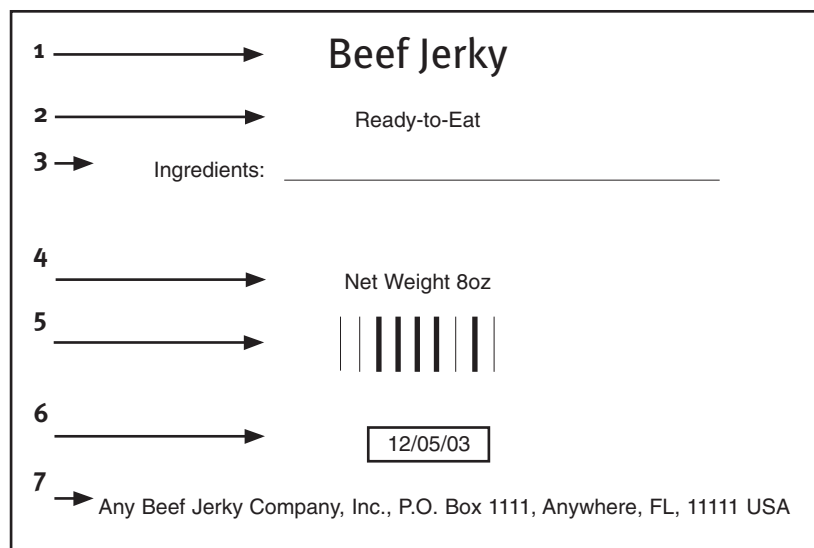 1 Beef Jerky
2 Ready-to-Eat
3 Ingredients:
4 Net Weight 8oz
5
6 12/05/03
7 Any Beef Jerky Company, Inc., P.O. Box 1111, Anywhere, FL, 11111 USA